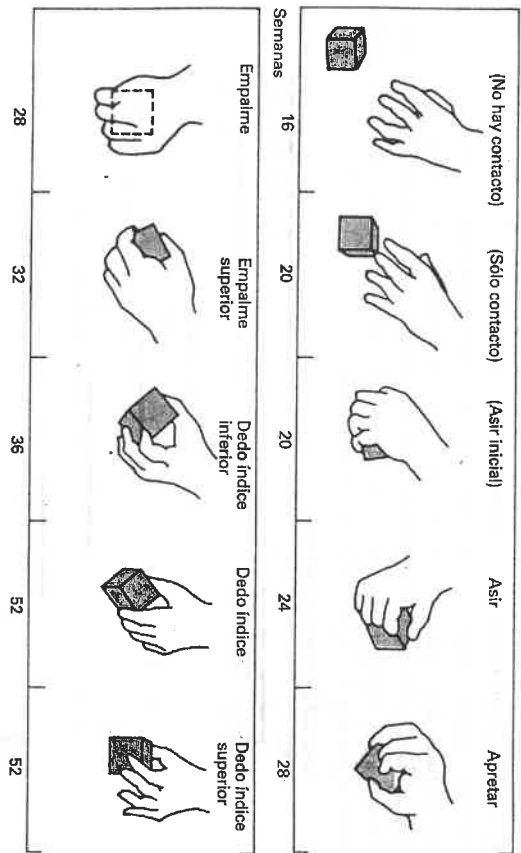 (No hay contacto)
(Sólo contacto)
(Asir inicial)
Asir
Apretar
16
20
20
24
28
Semanas
Empalme
Empalme
superior
Dedo índice
inferior
Dedo índice
Dedo índice
superior
28
32
36
52
52